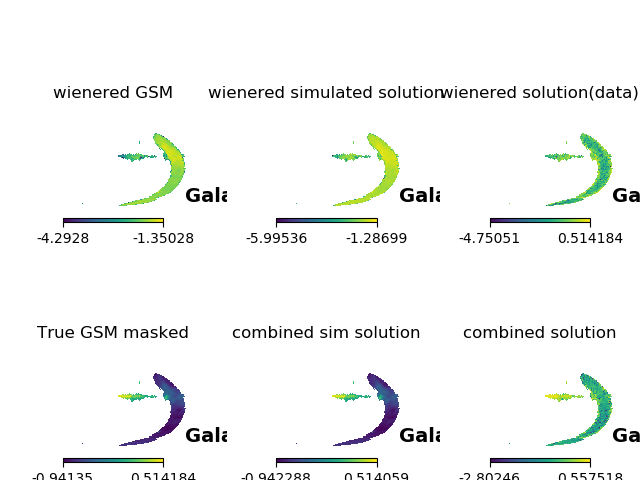 wienered GSM
wienered simulated solution
wienered solution(data)
Gala
Gala
Ga
-4.2928 -1.35028
-5.99536 -1.28699
-4.75051 0.514184
True GSM masked
combined sim solution
combined solution
Gala
Gala
Ga
-0.94135 0.514184
-0.942288 0.514059
-2.80246 0.557518